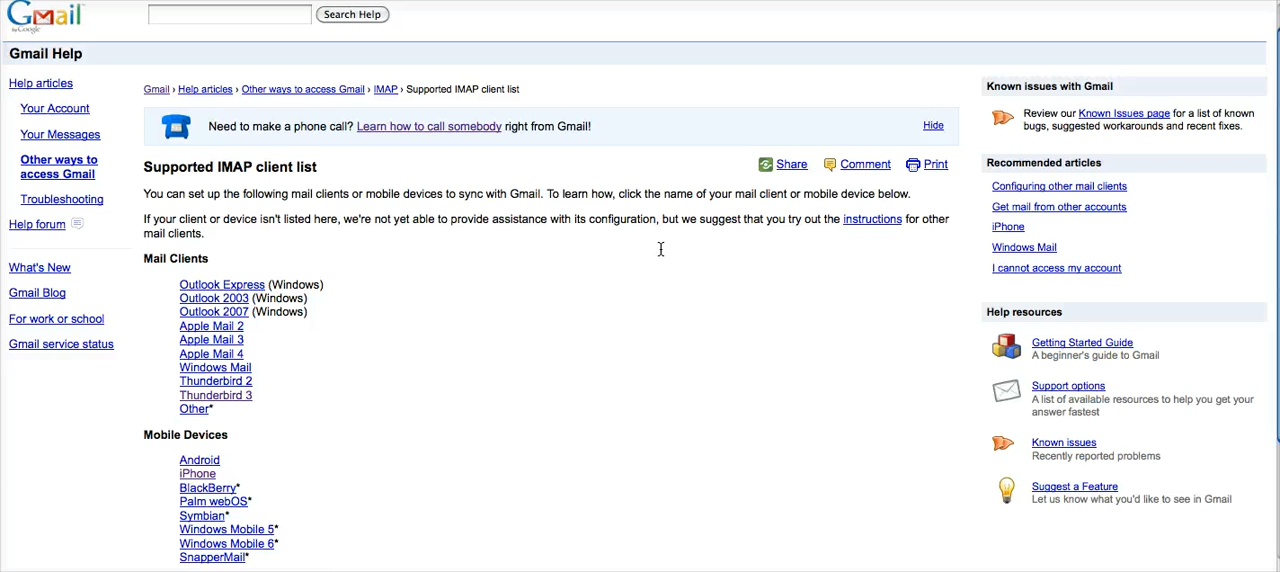 Gmail
by Google
Search Help
Gmail Help
Help articles
Your Account
Your Messages
Other ways to
access Gmail
Troubleshooting
Help forum
What's New
Gmail Blog
For work or school
Gmail service status
Gmail › Help articles › Other ways to access Gmail › IMAP › Supported IMAP client list
Need to make a phone call? Learn how to call somebody right from Gmail!
Hide
Supported IMAP client list
Share
Comment
Print
You can set up the following mail clients or mobile devices to sync with Gmail. To learn how, click the name of your mail client or mobile device below.
If your client or device isn't listed here, we're not yet able to provide assistance with its configuration, but we suggest that you try out the instructions for other
mail clients.
Mail Clients
Outlook Express (Windows)
Outlook 2003 (Windows)
Outlook 2007 (Windows)
Apple Mail 2
Apple Mail 3
Apple Mail 4
Windows Mail
Thunderbird 2
Thunderbird 3
Other*
Mobile Devices
Android
iPhone
BlackBerry*
Palm webOS*
Symbian*
Windows Mobile 5*
Windows Mobile 6*
SnapperMail*
Known issues with Gmail
Review our Known Issues page for a list of known
bugs, suggested workarounds and recent fixes.
Recommended articles
Configuring other mail clients
Get mail from other accounts
iPhone
Windows Mail
I cannot access my account
Help resources
Getting Started Guide
A beginner's guide to Gmail
Support options
A list of available resources to help you get your
answer fastest
Known issues
Recently reported problems
Suggest a Feature
Let us know what you'd like to see in Gmail